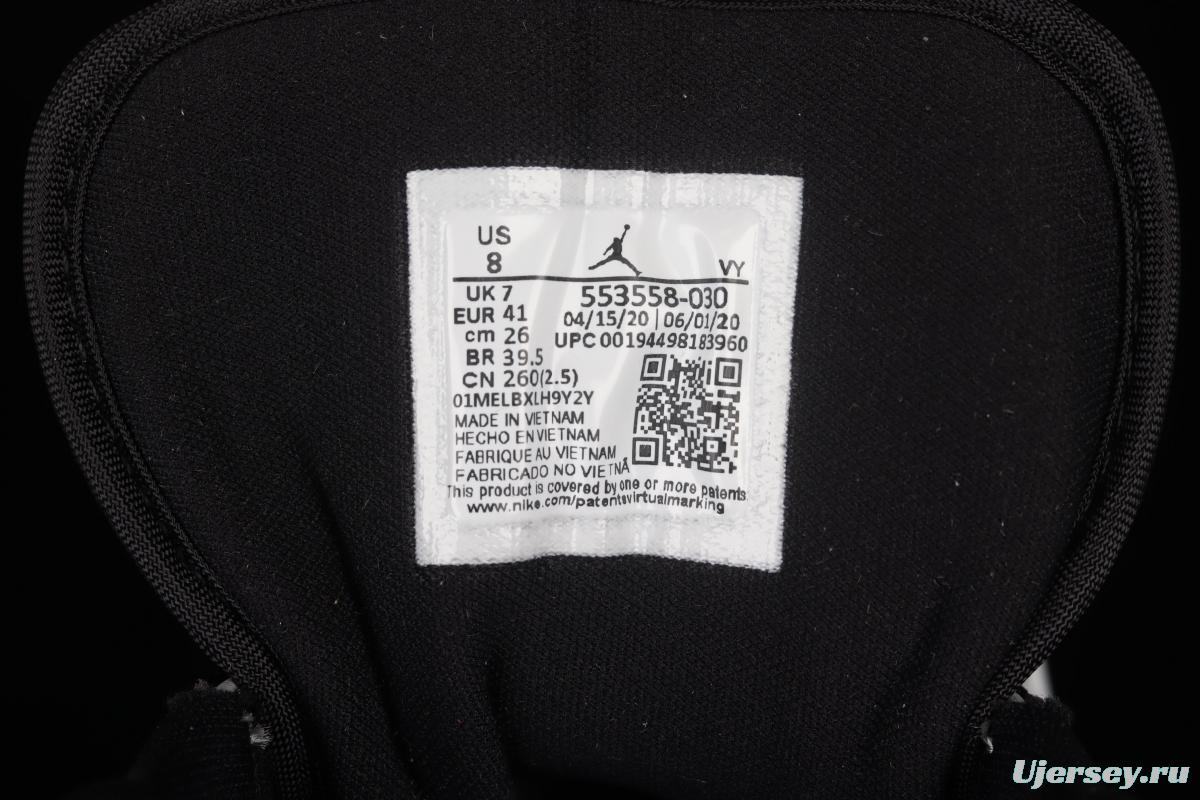 US
8
VY
UK 7
EUR 41
cm 26
BR 39.5
CN 260(2.5)
553558-030
04/15/20 | 06/01/20
UPC 00194498183960
01MELBXLH9Y2Y
MADE IN VIETNAM
HECHO EN VIETNAM
FABRIQUE AU VIETNAM
FABRICADO NO VIETNÃ
This product is covered by one or more patents.
www.nike.com/patentsvirtualmarking
Ujersey.ru